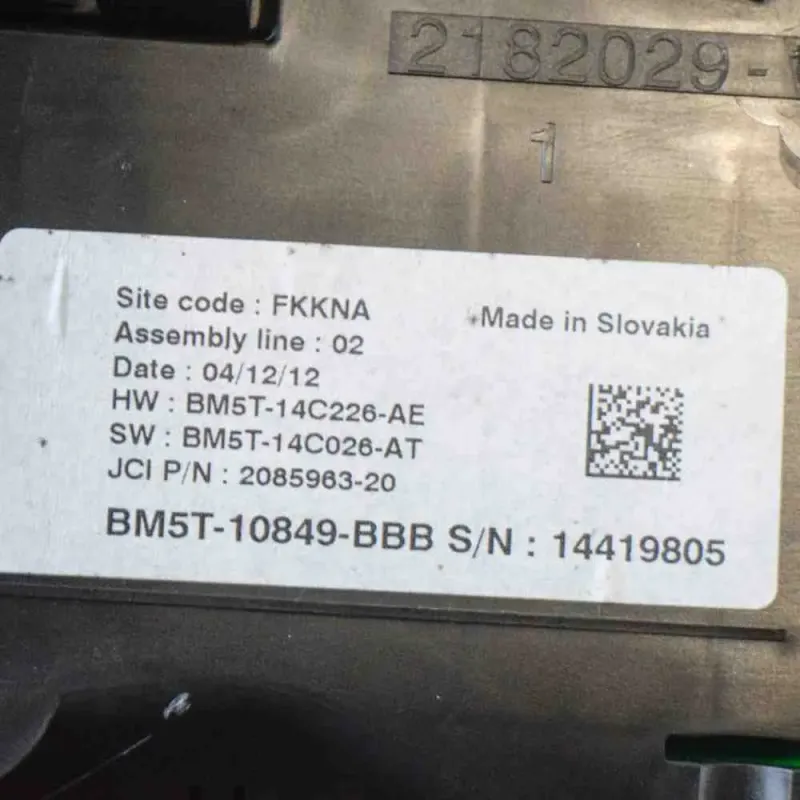 2182029-
1
Site code : FKKNA
Made in Slovakia
Assembly line : 02
Date : 04/12/12
HW : BM5T-14C226-AE
SW : BM5T-14C026-AT
JCI P/N : 2085963-20
BM5T-10849-BBB S/N : 14419805